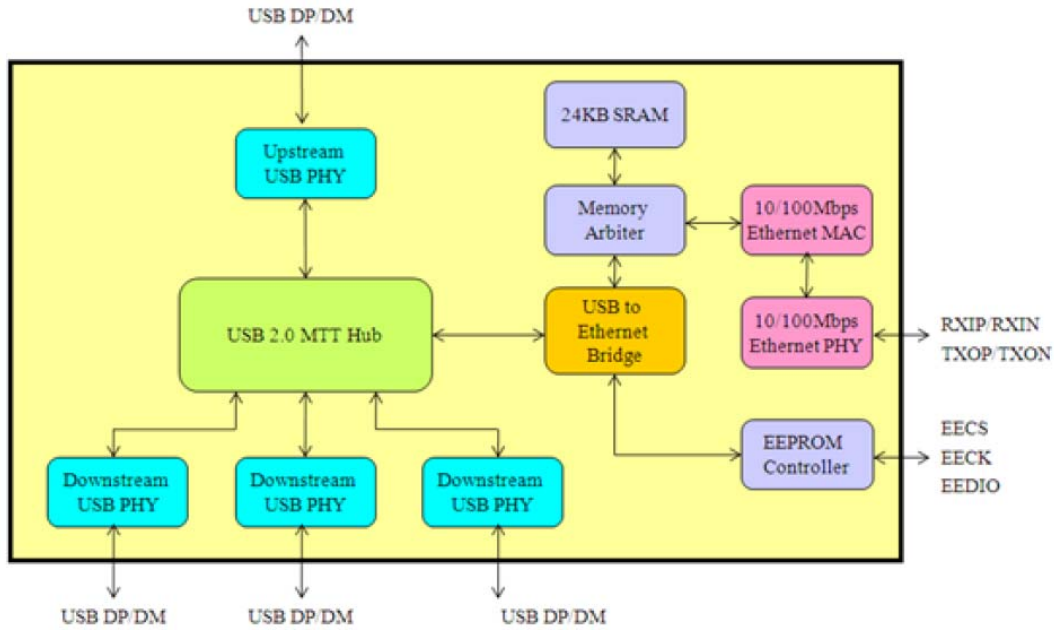 USB DP/DM
24KB SRAM
Upstream
USB PHY
Memory
Arbiter
10/100Mbps
Ethernet MAC
USB 2.0 MTT Hub
USB to
Ethernet
Bridge
10/100Mbps
Ethernet PHY
RXIP/RXIN
TXOP/TXON
EEPROM
Controller
EECS
EECK
EEDIO
Downstream
USB PHY
Downstream
USB PHY
Downstream
USB PHY
USB DP/DM
USB DP/DM
USB DP/DM